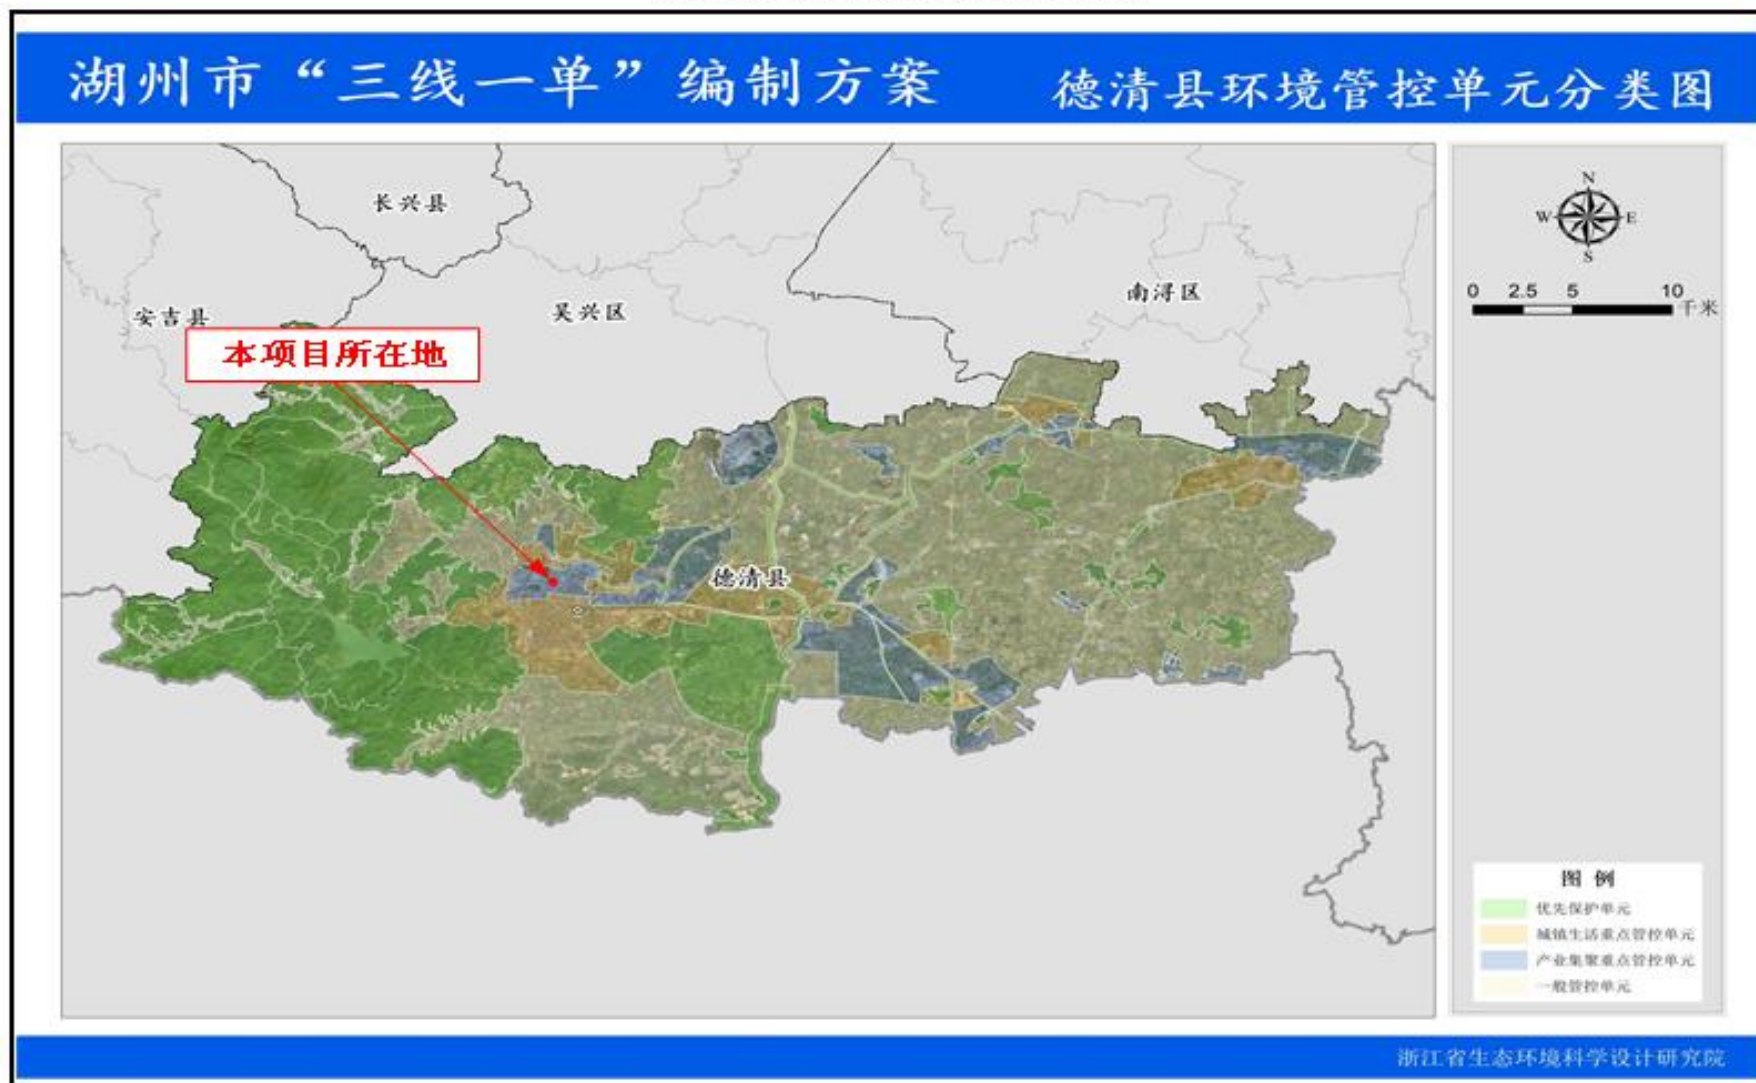 湖州市“三线一单”编制方案 德清县环境管控单元分类图
长兴县
安吉县
吴兴区
南浔区
本项目所在地
德清县
N
W E
S
0 2.5 5 10
千米
图 例
优先保护单元
城镇生活重点管控单元
产业集聚重点管控单元
一般管控单元
浙江省生态环境科学设计研究院